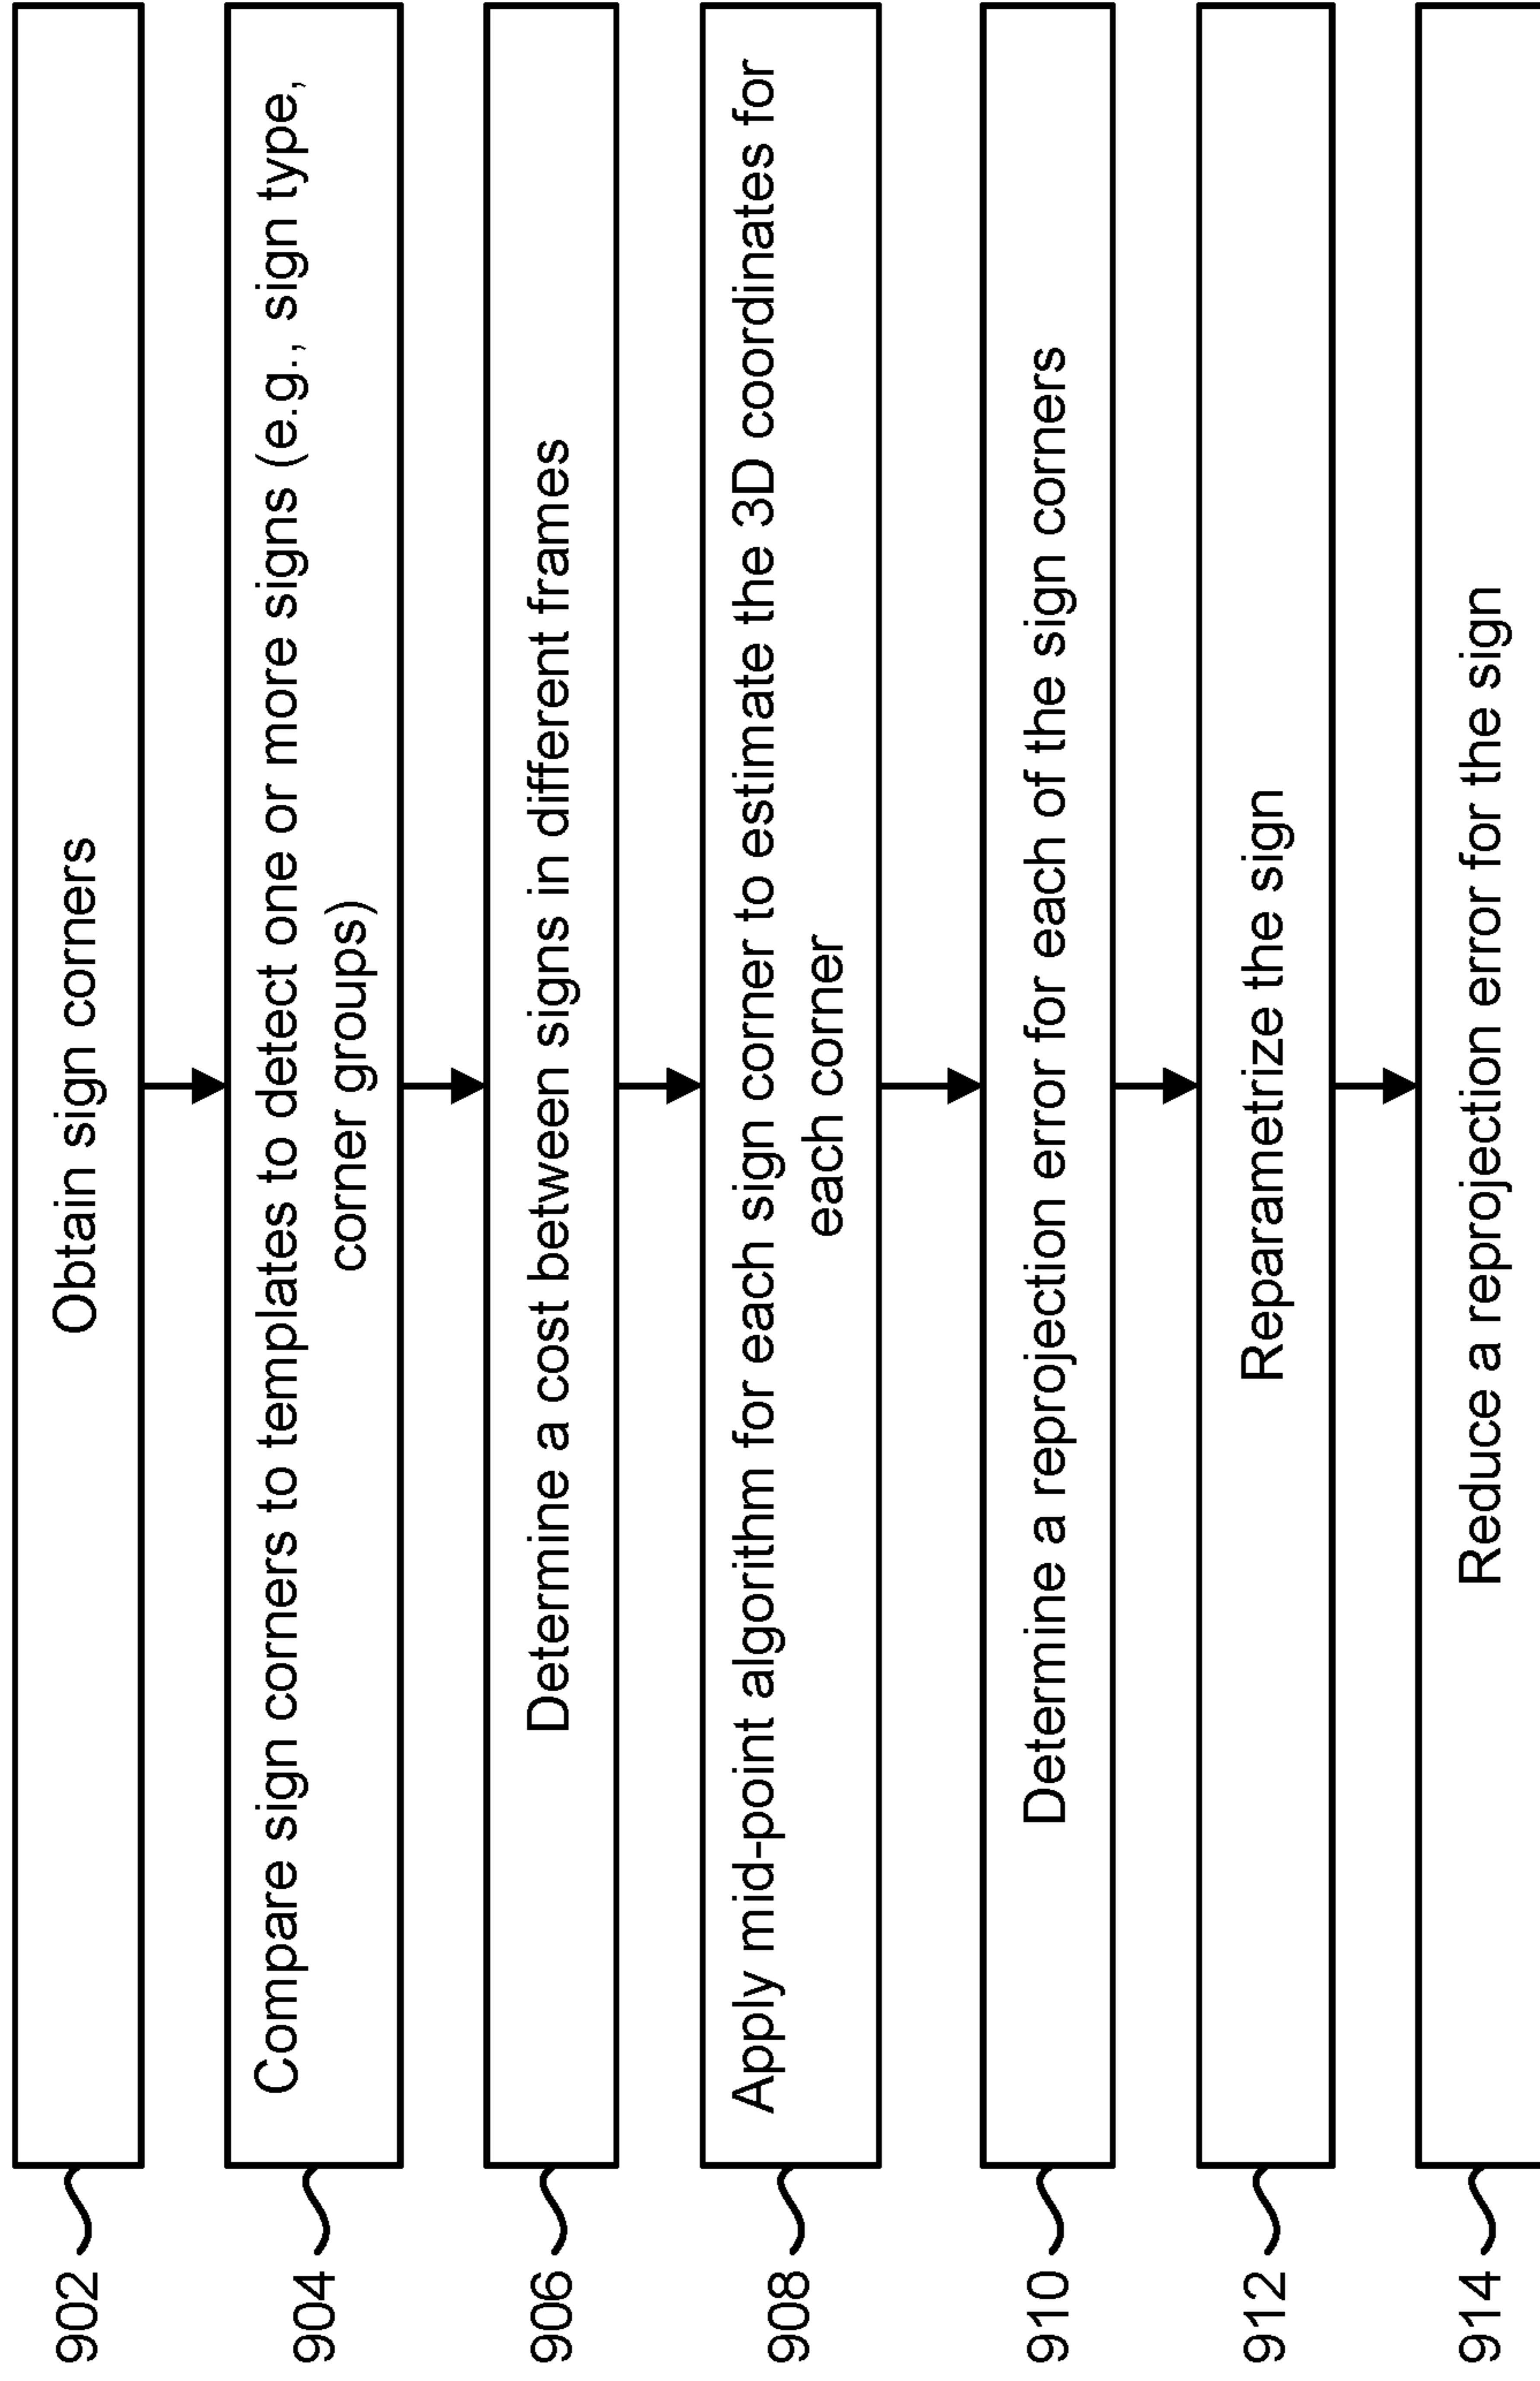 902
Obtain sign corners
904
Compare sign corners to templates to detect one or more signs (e.g., sign type,
corner groups)
906
Determine a cost between signs in different frames
908
Apply mid-point algorithm for each sign corner to estimate the 3D coordinates for
each corner
910
Determine a reprojection error for each of the sign corners
912
Reparametrize the sign
914
Reduce a reprojection error for the sign